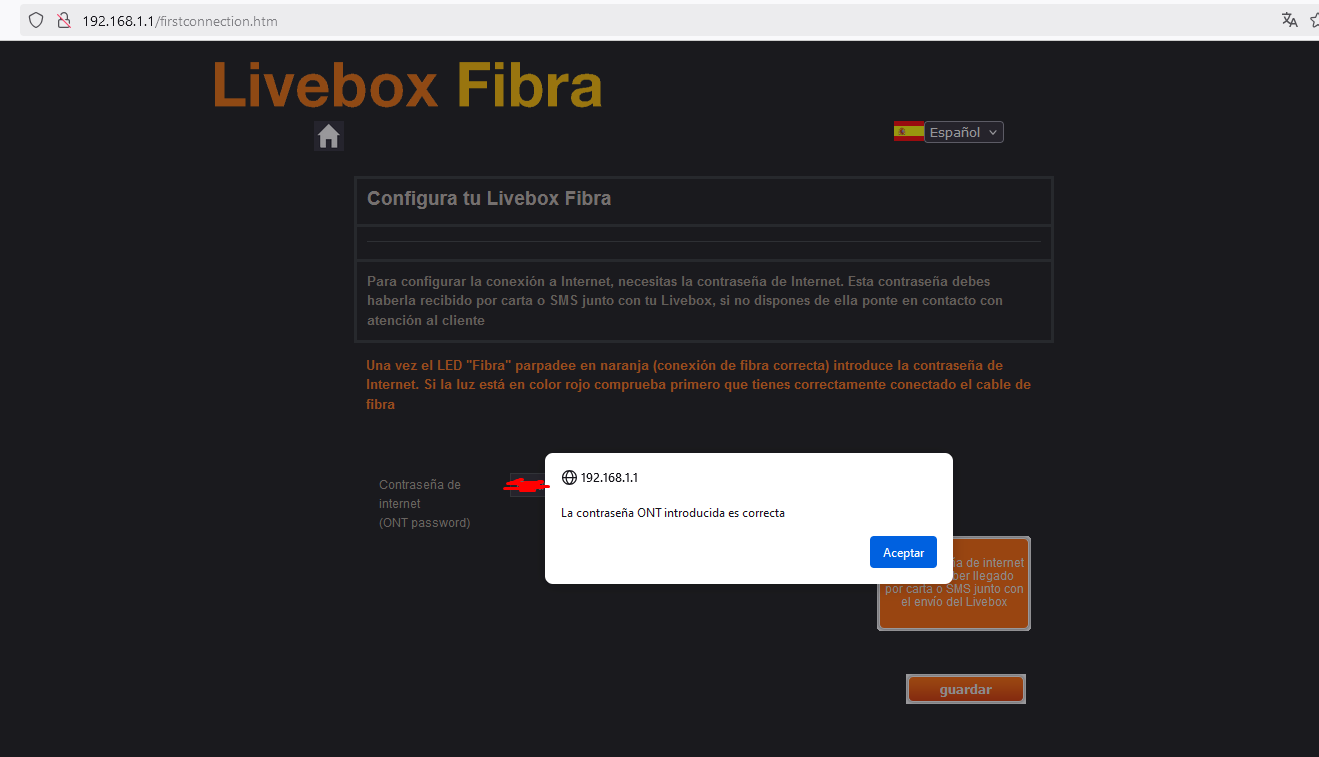 192.168.1.1/firstconnection.htm
Livebox Fibra
Español
Configura tu Livebox Fibra
Para configurar la conexión a Internet, necesitas la contraseña de Internet. Esta contraseña debes
haberla recibido por carta o SMS junto con tu Livebox, si no dispones de ella ponte en contacto con
atención al cliente
Una vez el LED "Fibra" parpadee en naranja (conexión de fibra correcta) introduce la contraseña de
Internet. Si la luz está en color rojo comprueba primero que tienes correctamente conectado el cable de
fibra
Contraseña de
internet
(ONT password)
192.168.1.1
La contraseña ONT introducida es correcta
Aceptar
de internet
llegado
por carta o SMS junto con
el envío del Livebox
guardar